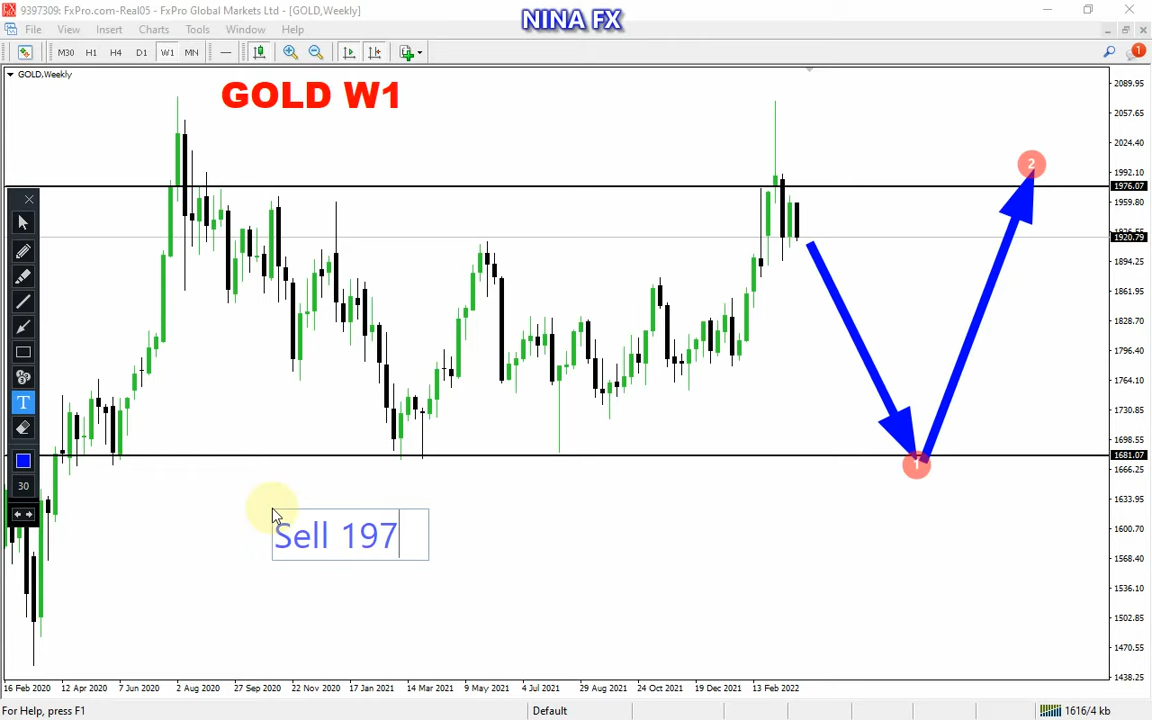 9397309: FxPro.com-Real05 - FxPro Global Markets Ltd - [GOLD,Weekly]
NINA FX
File View Insert Charts Tools Window Help
M30 H1 H4 D1 W1 MN
1
GOLD,Weekly
GOLD W1
2089.95
2057.65
2024.40
1992.10
1976.07
1959.80
1920.79
1894.25
1861.95
1828.70
1796.40
1764.10
1730.85
1698.55
1681.07
1666.25
1633.95
1600.70
1568.40
1536.10
1502.85
1470.55
1438.25
2
1
T
30
Sell 197
16 Feb 2020 12 Apr 2020 7 Jun 2020 2 Aug 2020 27 Sep 2020 22 Nov 2020 17 Jan 2021 14 Mar 2021 9 May 2021 4 Jul 2021 29 Aug 2021 24 Oct 2021 19 Dec 2021 13 Feb 2022
For Help, press F1 Default 1616/4 kb